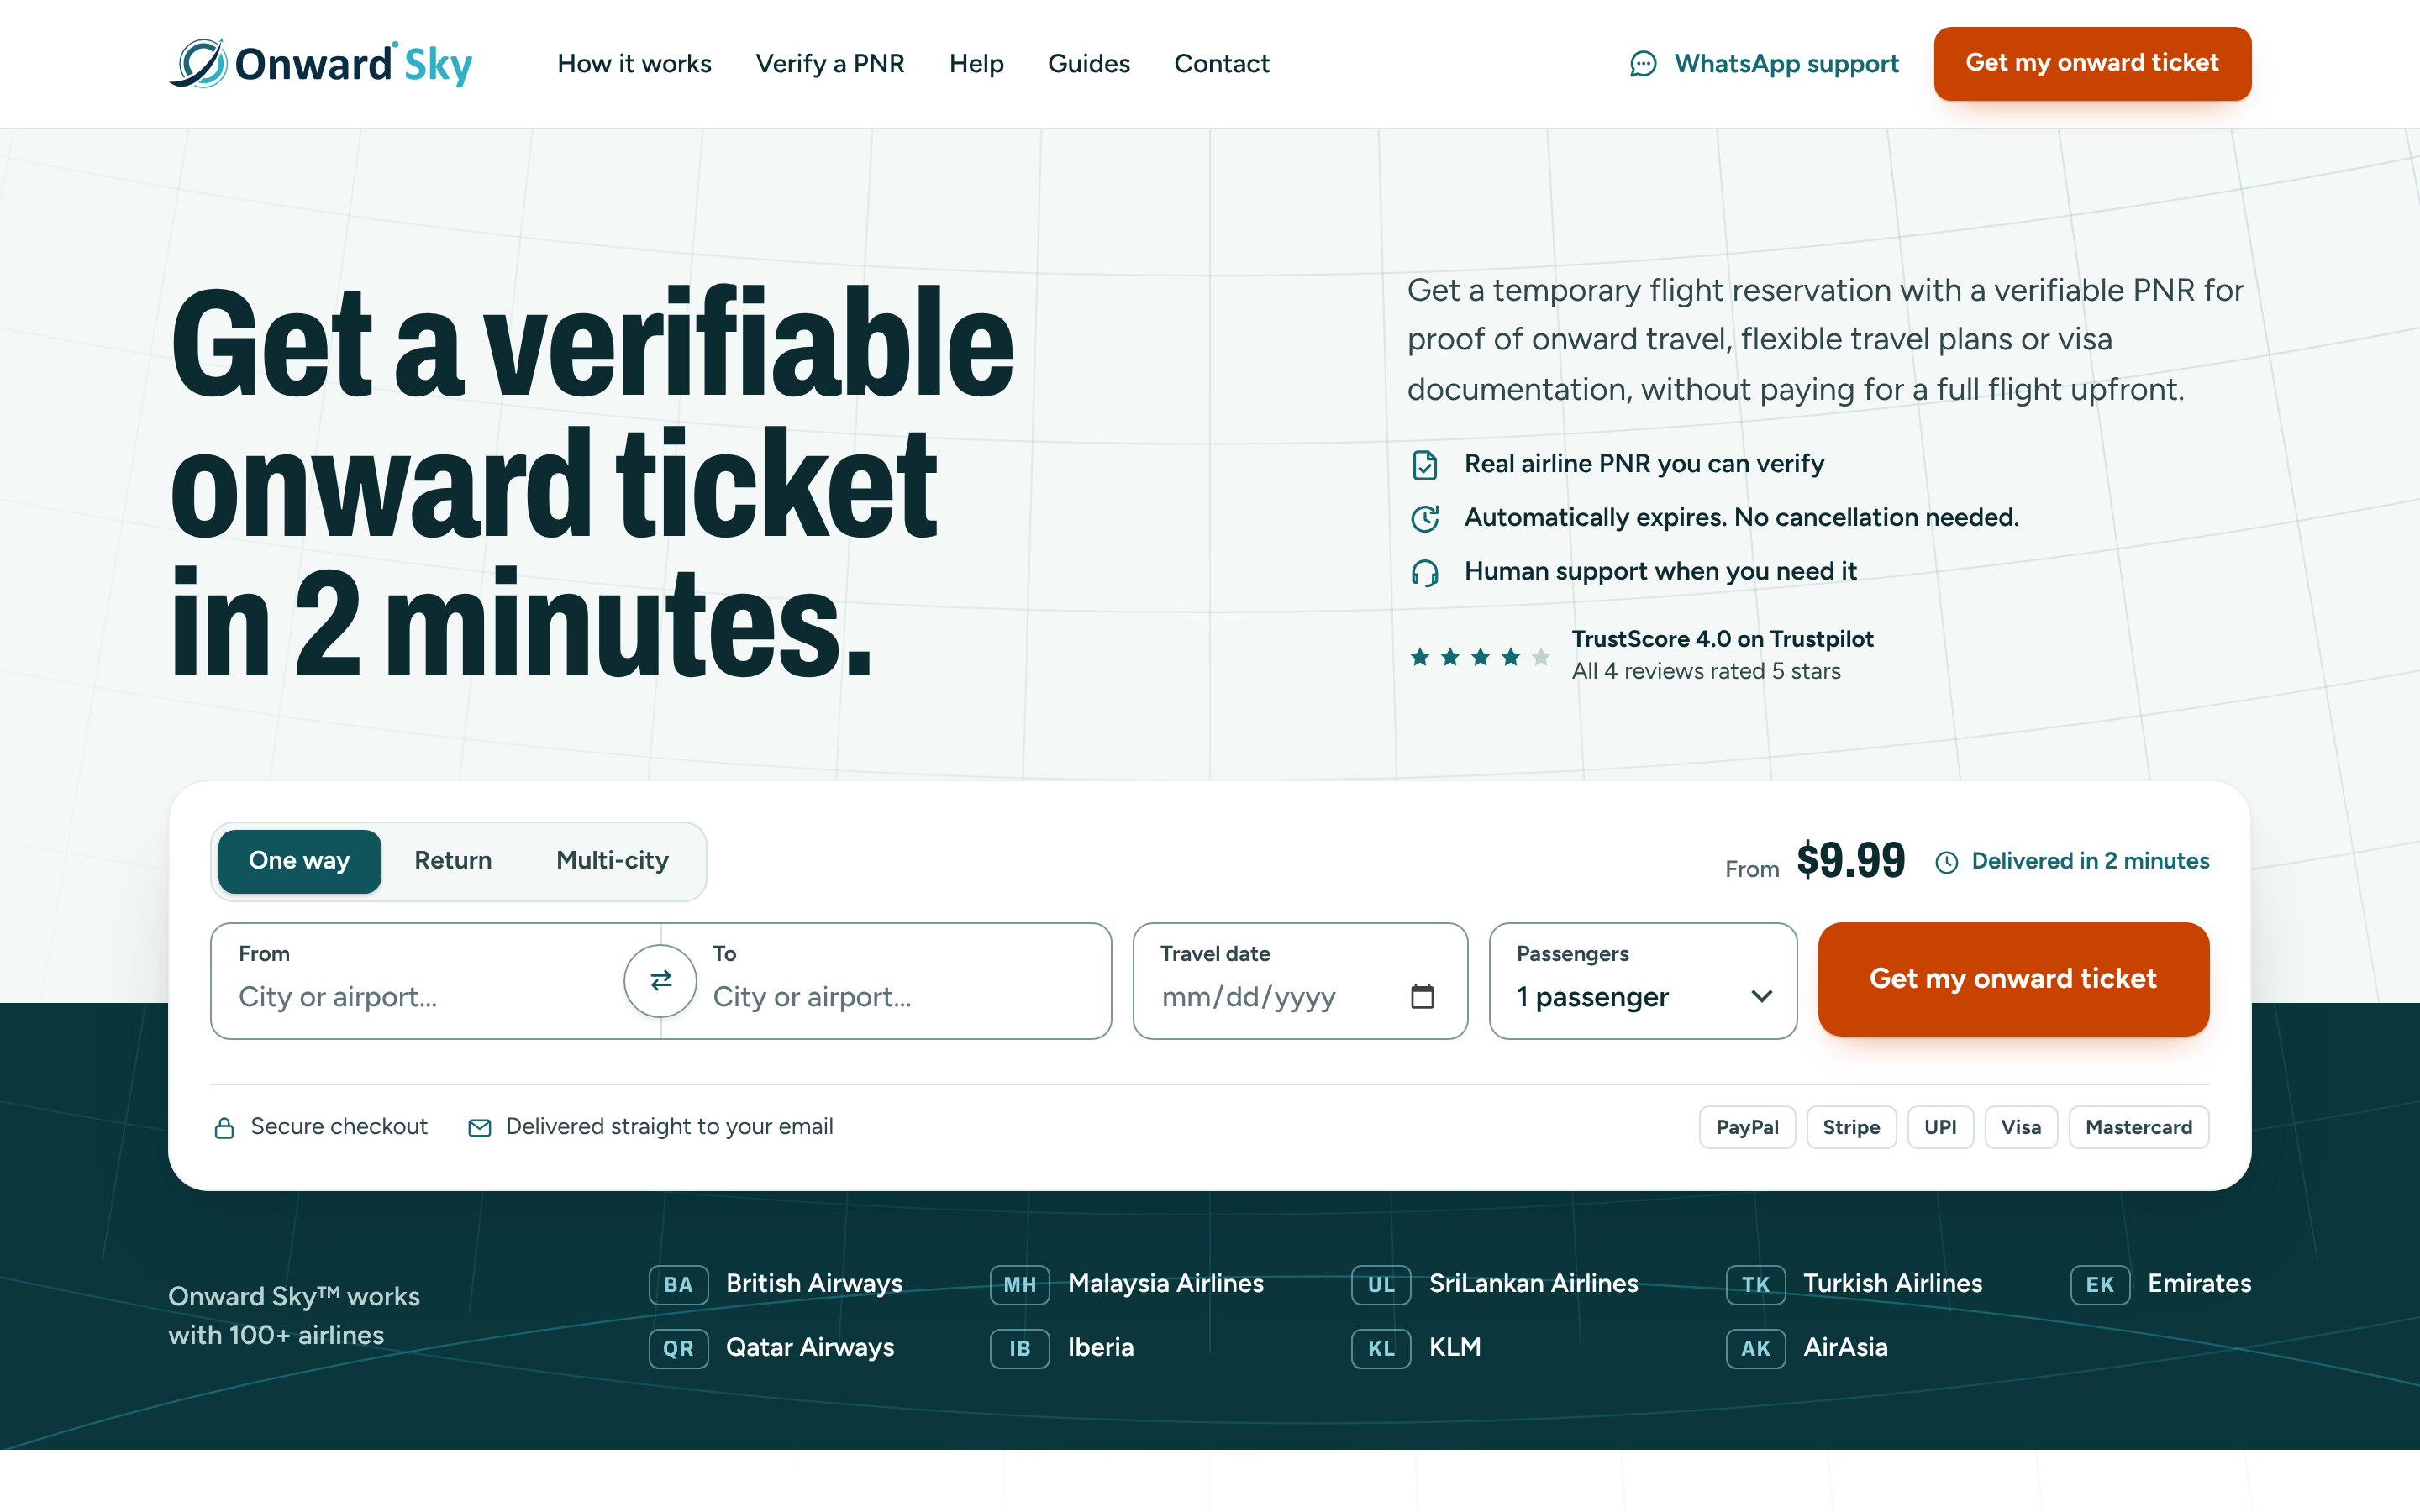 Onward Sky
How it works
Verify a PNR
Help
Guides
Contact
WhatsApp support
Get my onward ticket
Get a verifiable
onward ticket
in 2 minutes.
Get a temporary flight reservation with a verifiable PNR for
proof of onward travel, flexible travel plans or visa
documentation, without paying for a full flight upfront.
Real airline PNR you can verify
Automatically expires. No cancellation needed.
Human support when you need it
TrustScore 4.0 on Trustpilot
All 4 reviews rated 5 stars
One way
Return
Multi-city
From $9.99
Delivered in 2 minutes
From
City or airport...
To
City or airport...
Travel date
mm/dd/yyyy
Passengers
1 passenger
Get my onward ticket
Secure checkout
Delivered straight to your email
PayPal
Stripe
UPI
Visa
Mastercard
Onward Sky™ works
with 100+ airlines
BA British Airways
MH Malaysia Airlines
UL SriLankan Airlines
TK Turkish Airlines
EK Emirates
QR Qatar Airways
IB Iberia
KL KLM
AK AirAsia